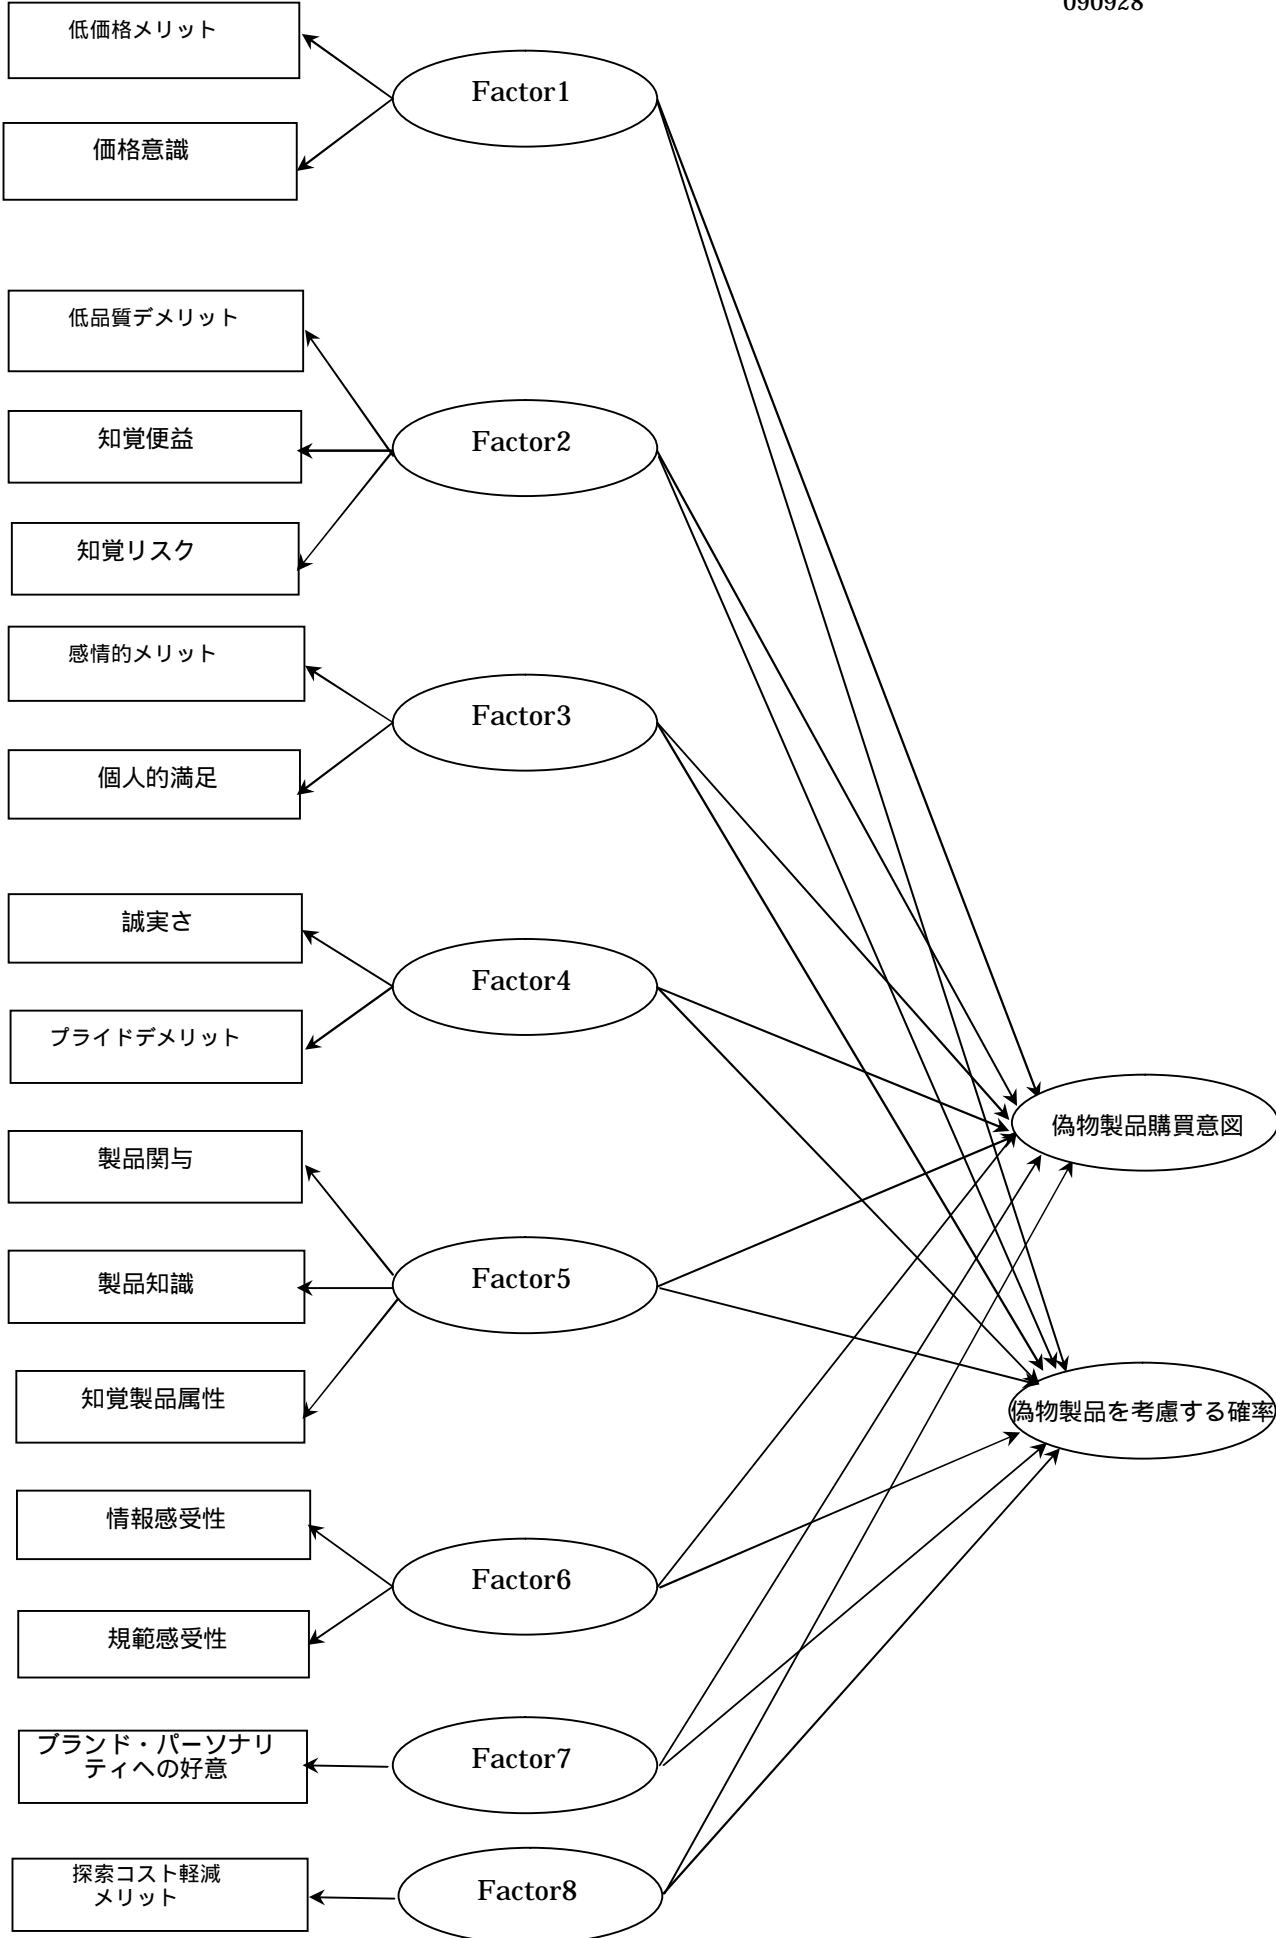 090928
低価格メリット
Factor1
価格意識
低品質デメリット
知覚便益
Factor2
知覚リスク
感情的メリット
Factor3
個人的満足
誠実さ
Factor4
プライドデメリット
偽物製品購買意図
製品関与
製品知識
Factor5
知覚製品属性
偽物製品を考慮する確率
情報感受性
Factor6
規範感受性
ブランド・パーソナリ
ティへの好意
Factor7
探索コスト軽減
メリット
Factor8